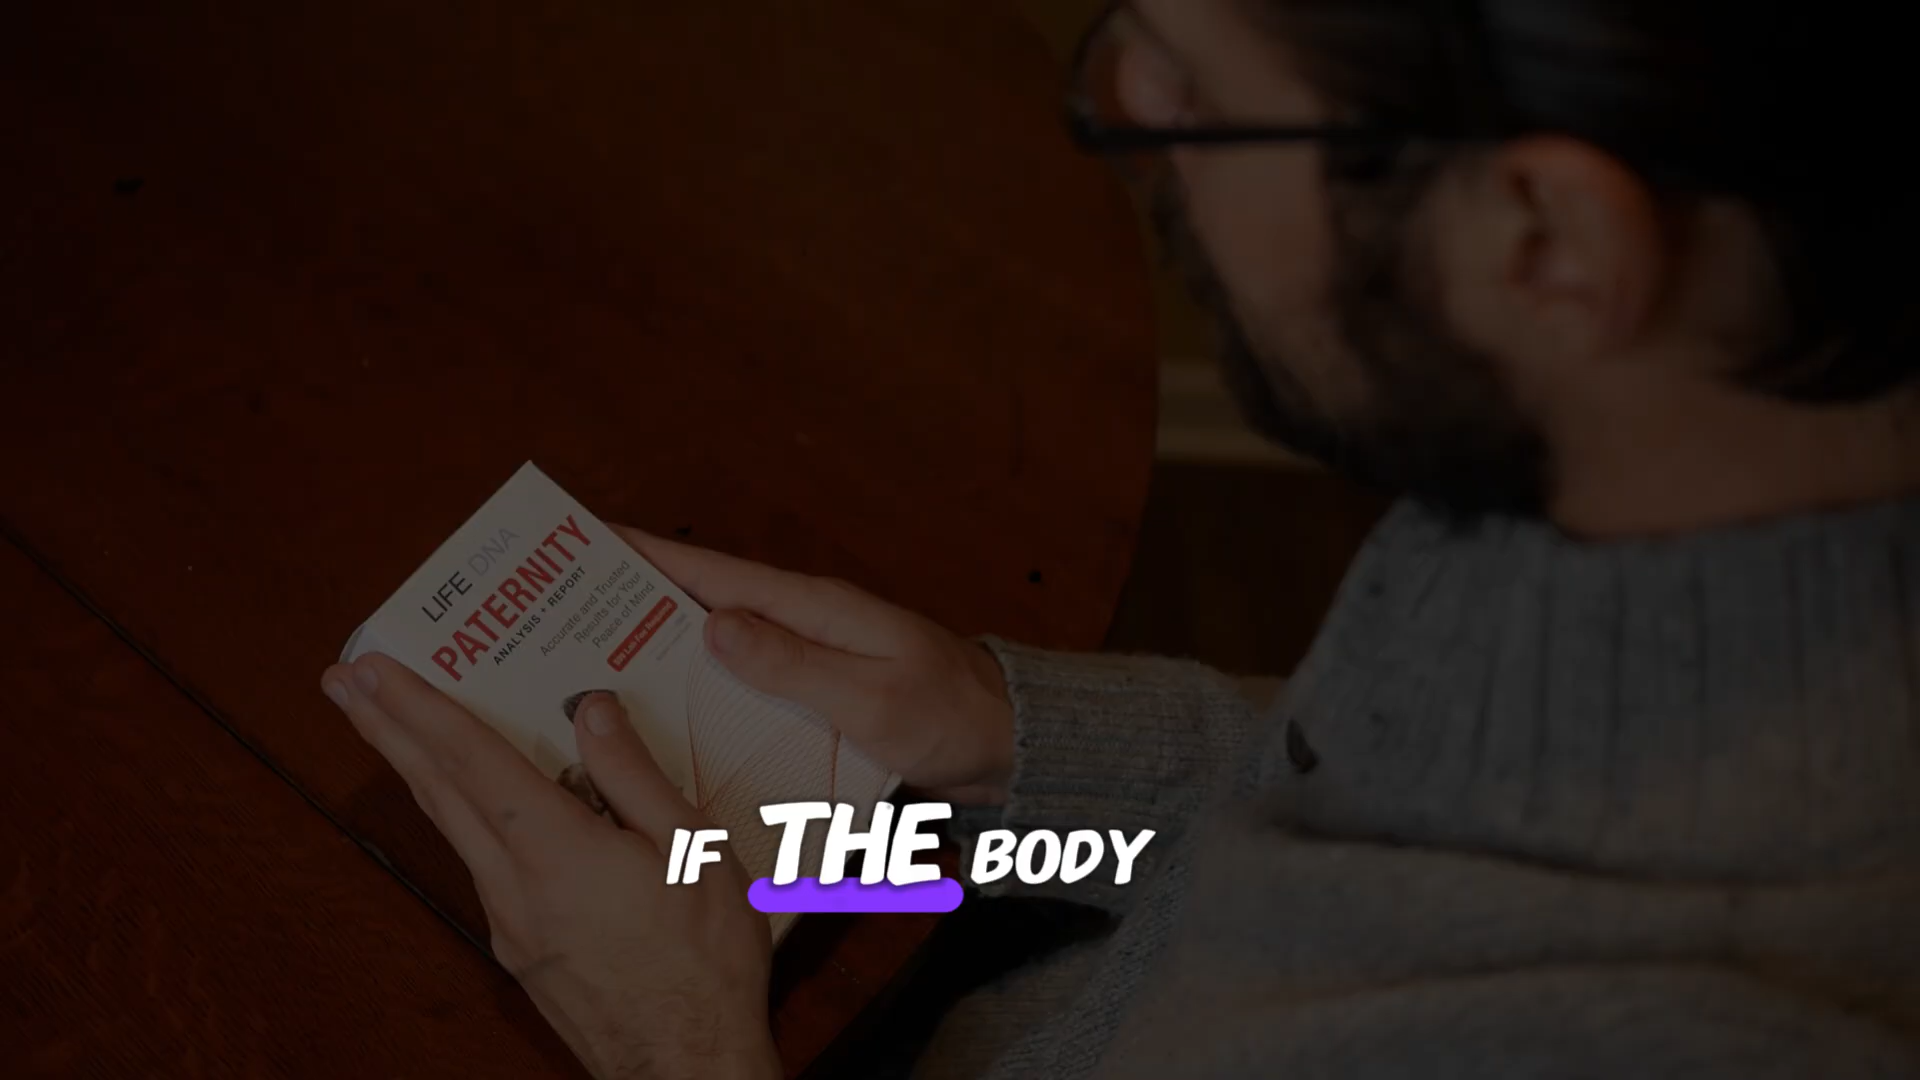 LIFE DNA
PATERNITY
ANALYSIS + REPORT
Accurate and Trusted
Results for Your
Peace of Mind
IF THE BODY